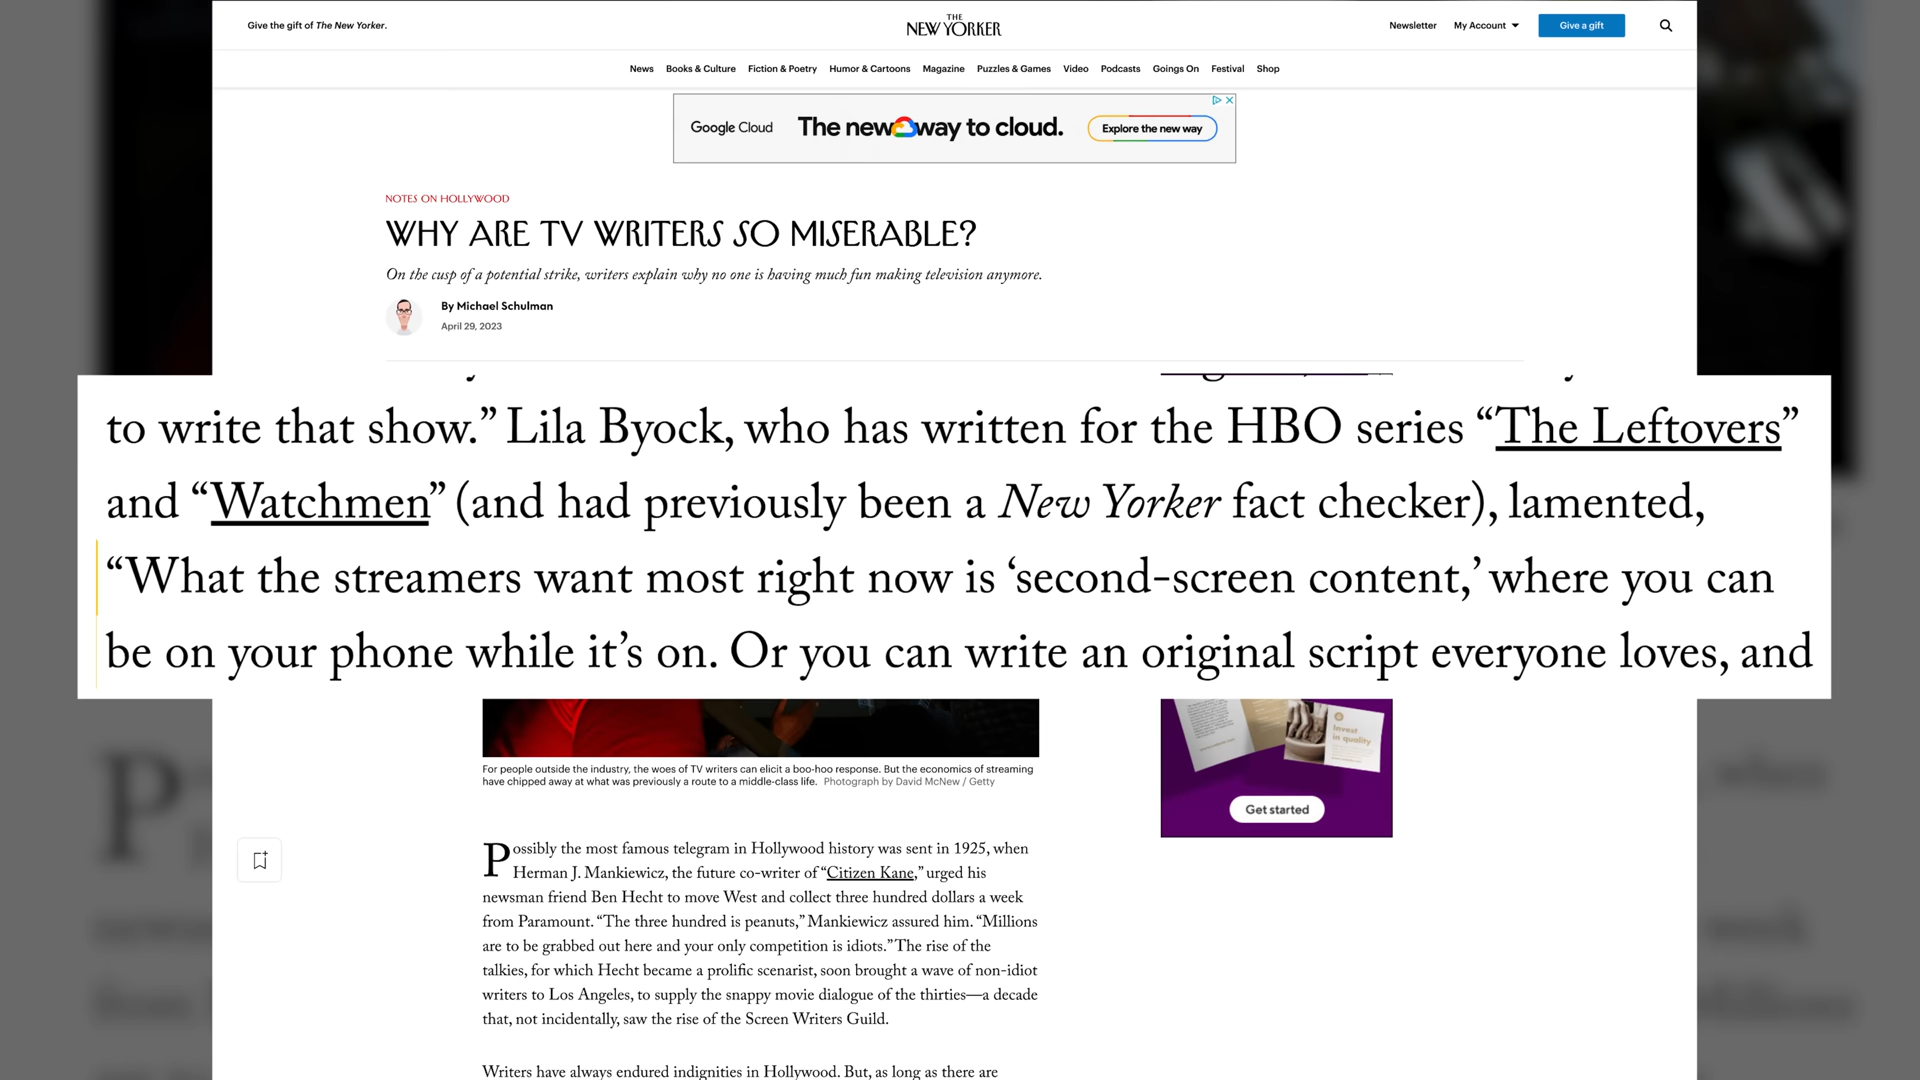 Give the gift of The New Yorker.
THE
NEW YORKER
Newsletter
My Account
Give a gift
News
Books & Culture
Fiction & Poetry
Humor & Cartoons
Magazine
Puzzles & Games
Video
Podcasts
Goings On
Festival
Shop
Google Cloud
The new way to cloud.
Explore the new way
NOTES ON HOLLYWOOD
WHY ARE TV WRITERS SO MISERABLE?
On the cusp of a potential strike, writers explain why no one is having much fun making television anymore.
By Michael Schulman
April 29, 2023
to write that show.” Lila Byock, who has written for the HBO series “The Leftovers”
and “Watchmen” (and had previously been a New Yorker fact checker), lamented,
“What the streamers want most right now is ‘second-screen content,’ where you can
be on your phone while it’s on. Or you can write an original script everyone loves, and
Invest
in quality
Get started
For people outside the industry, the woes of TV writers can elicit a boo-hoo response. But the economics of streaming
have chipped away at what was previously a route to a middle-class life. Photograph by David McNew / Getty
Possibly the most famous telegram in Hollywood history was sent in 1925, when
Herman J. Mankiewicz, the future co-writer of “Citizen Kane,” urged his
newsman friend Ben Hecht to move West and collect three hundred dollars a week
from Paramount. “The three hundred is peanuts,” Mankiewicz assured him. “Millions
are to be grabbed out here and your only competition is idiots.” The rise of the
talkies, for which Hecht became a prolific scenarist, soon brought a wave of non-idiot
writers to Los Angeles, to supply the snappy movie dialogue of the thirties—a decade
that, not incidentally, saw the rise of the Screen Writers Guild.
Writers have always endured indignities in Hollywood. But, as long as there are